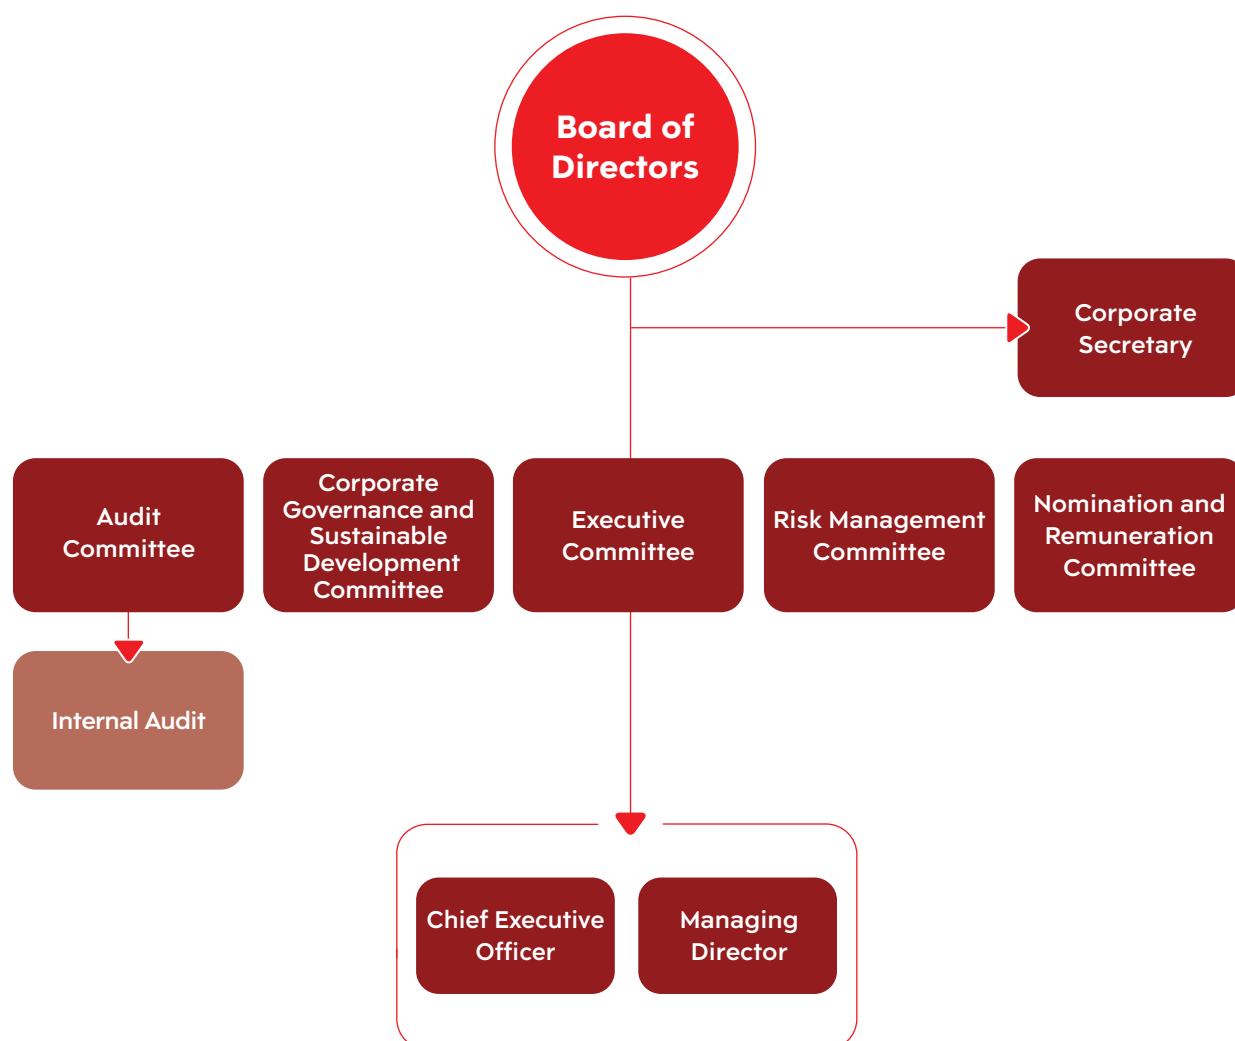 Board of
Directors
Corporate
Secretary
Audit
Committee
Corporate
Governance and
Sustainable
Development
Committee
Executive
Committee
Risk Management
Committee
Nomination and
Remuneration
Committee
Internal Audit
Chief Executive
Officer
Managing
Director